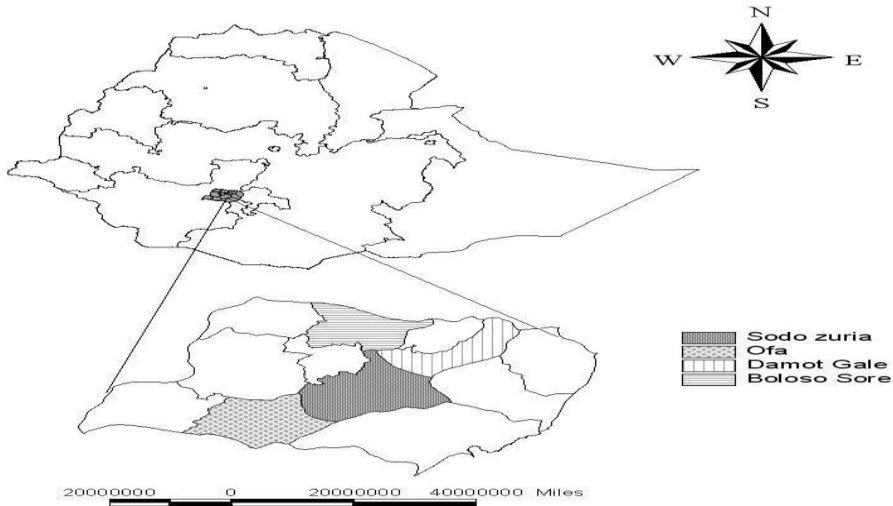 N
W E
S
Sodo zuria
Ofa
Damot Gale
Boloso Sore
20000000 0 20000000 40000000 Miles